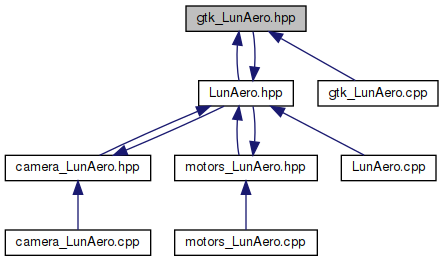 gtk_LunAero.hpp
LunAero.hpp
gtk_LunAero.cpp
camera_LunAero.hpp
motors_LunAero.hpp
LunAero.cpp
camera_LunAero.cpp
motors_LunAero.cpp